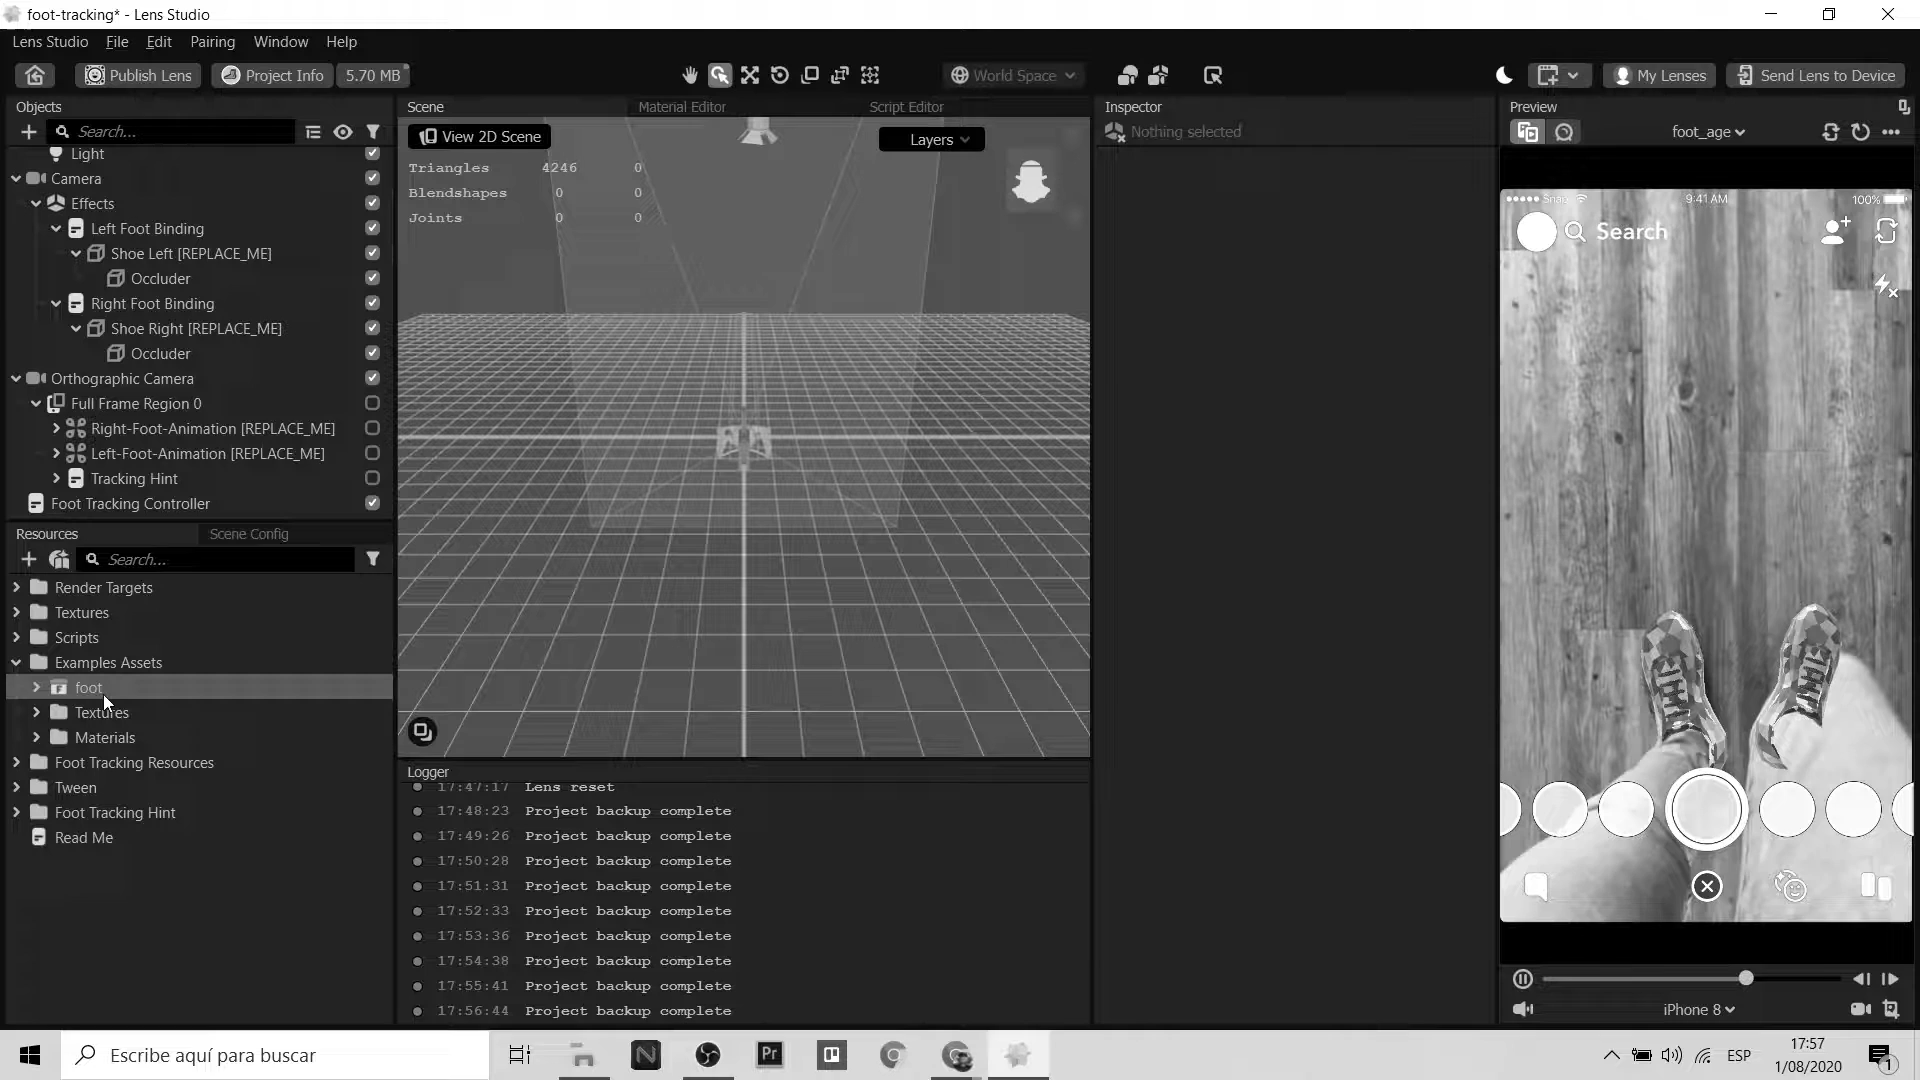 foot-tracking* - Lens Studio
Lens Studio File Edit Pairing Window Help
Publish Lens Project Info 5.70 MB World Space My Lenses Send Lens to Device
Objects
Search...
Light
Camera
Effects
Left Foot Binding
Shoe Left [REPLACE_ME]
Occluder
Right Foot Binding
Shoe Right [REPLACE_ME]
Occluder
Orthographic Camera
Full Frame Region 0
Right-Foot-Animation [REPLACE_ME]
Left-Foot-Animation [REPLACE_ME]
Tracking Hint
Foot Tracking Controller
Resources Scene Config
Search...
Render Targets
Textures
Scripts
Examples Assets
foot
Textures
Materials
Foot Tracking Resources
Tween
Foot Tracking Hint
Read Me
Scene Material Editor Script Editor
View 2D Scene Layers
Triangles 4246 0
Blendshapes 0 0
Joints 0 0
Logger
17:47:17 Lens reset
17:48:23 Project backup complete
17:49:26 Project backup complete
17:50:28 Project backup complete
17:51:31 Project backup complete
17:52:33 Project backup complete
17:53:36 Project backup complete
17:54:38 Project backup complete
17:55:41 Project backup complete
17:56:44 Project backup complete
Inspector
Nothing selected
Preview
foot_age
Snap 9:41 AM 100%
Search
iPhone 8
Escribe aquí para buscar
Pr
ESP
17:57
1/08/2020
1